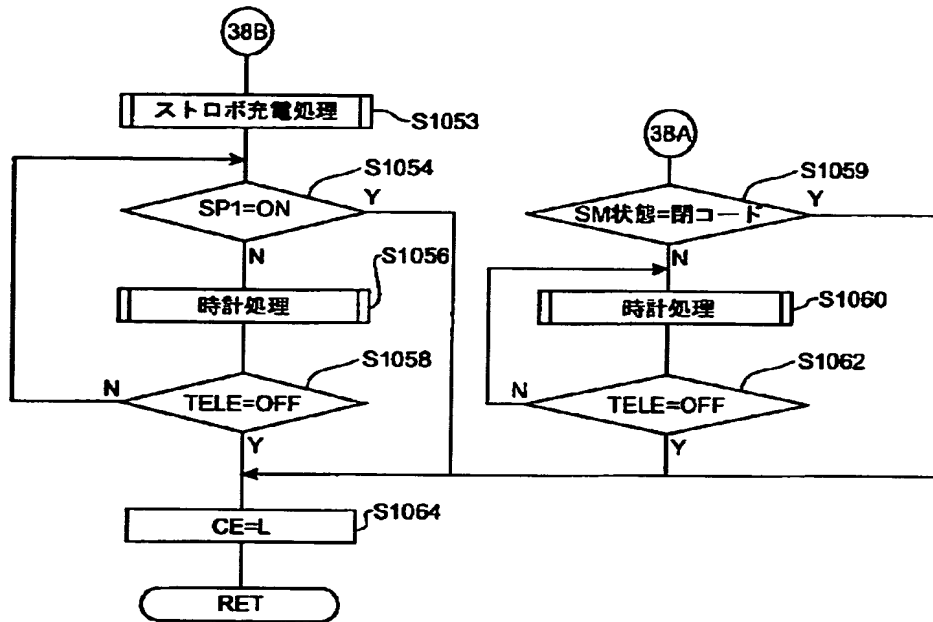 38B
ストロボ充電処理
S1053
S1054
SP1=ON
Y
N
S1056
時計処理
S1058
N
TELE=OFF
Y
S1064
CE=L
RET
38A
S1059
SM状態=閉コード
Y
N
S1060
時計処理
S1062
N
TELE=OFF
Y